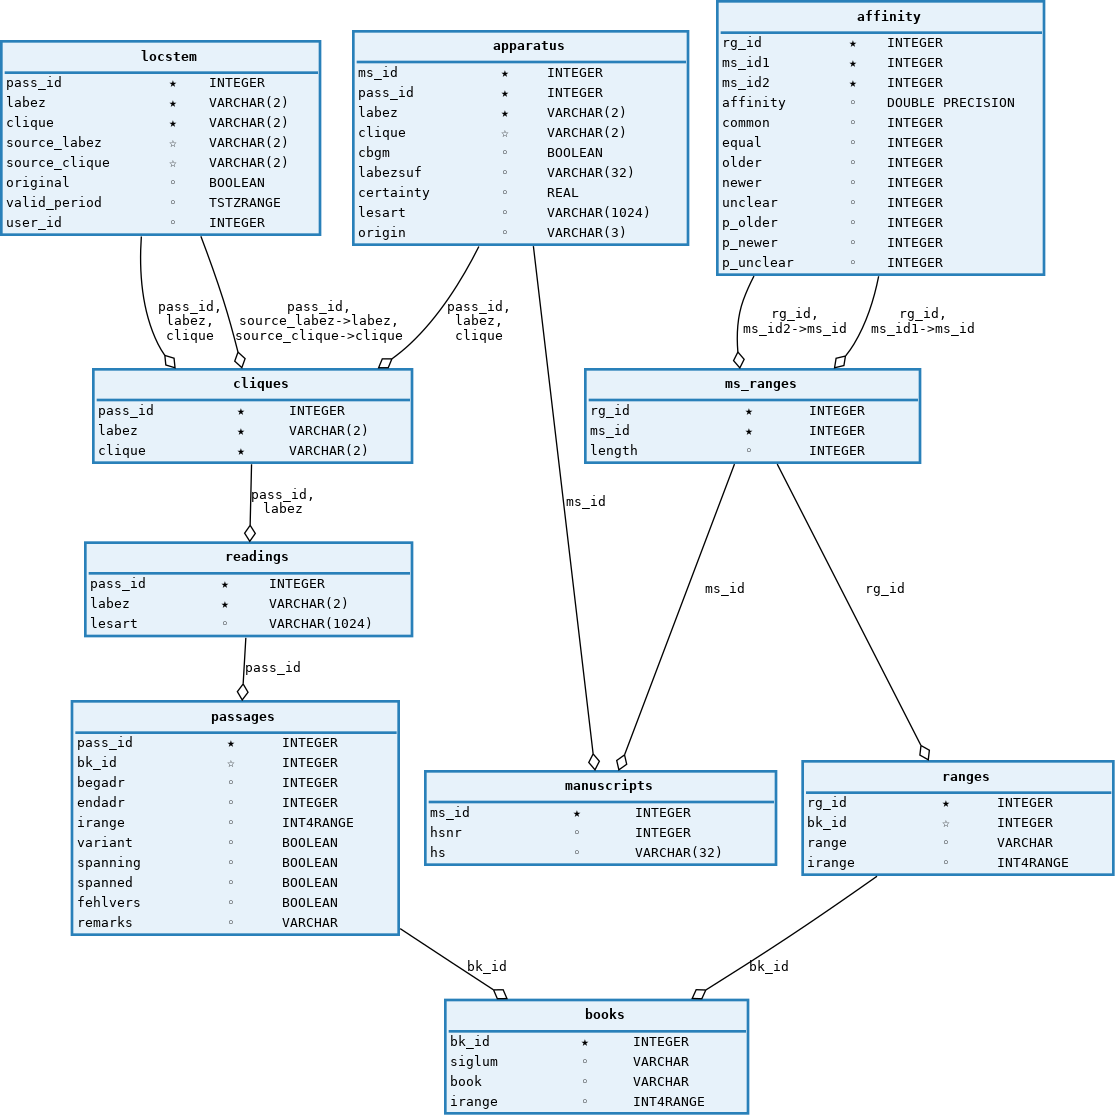 locstem
pass_id ★ INTEGER
labez ★ VARCHAR(2)
clique ★ VARCHAR(2)
source_labez ☆ VARCHAR(2)
source_clique ☆ VARCHAR(2)
original ◦ BOOLEAN
valid_period ◦ TSTZRANGE
user_id ◦ INTEGER
apparatus
ms_id ★ INTEGER
pass_id ★ INTEGER
labez ★ VARCHAR(2)
clique ☆ VARCHAR(2)
cbgm ◦ BOOLEAN
labezsuf ◦ VARCHAR(32)
certainty ◦ REAL
lesart ◦ VARCHAR(1024)
origin ◦ VARCHAR(3)
affinity
rg_id ★ INTEGER
ms_id1 ★ INTEGER
ms_id2 ★ INTEGER
affinity ◦ DOUBLE PRECISION
common ◦ INTEGER
equal ◦ INTEGER
older ◦ INTEGER
newer ◦ INTEGER
unclear ◦ INTEGER
p_older ◦ INTEGER
p_newer ◦ INTEGER
p_unclear ◦ INTEGER
pass_id,
labez,
clique
pass_id,
source_labez->labez,
source_clique->clique
pass_id,
labez,
clique
rg_id,
ms_id2->ms_id
rg_id,
ms_id1->ms_id
cliques
pass_id ★ INTEGER
labez ★ VARCHAR(2)
clique ★ VARCHAR(2)
ms_ranges
rg_id ★ INTEGER
ms_id ★ INTEGER
length ◦ INTEGER
pass_id,
labez
ms_id
readings
pass_id ★ INTEGER
labez ★ VARCHAR(2)
lesart ◦ VARCHAR(1024)
ms_id
rg_id
pass_id
passages
pass_id ★ INTEGER
bk_id ☆ INTEGER
begadr ◦ INTEGER
endadr ◦ INTEGER
irange ◦ INT4RANGE
variant ◦ BOOLEAN
spanning ◦ BOOLEAN
spanned ◦ BOOLEAN
fehlvers ◦ BOOLEAN
remarks ◦ VARCHAR
manuscripts
ms_id ★ INTEGER
hsnr ◦ INTEGER
hs ◦ VARCHAR(32)
ranges
rg_id ★ INTEGER
bk_id ☆ INTEGER
range ◦ VARCHAR
irange ◦ INT4RANGE
bk_id
bk_id
books
bk_id ★ INTEGER
siglum ◦ VARCHAR
book ◦ VARCHAR
irange ◦ INT4RANGE